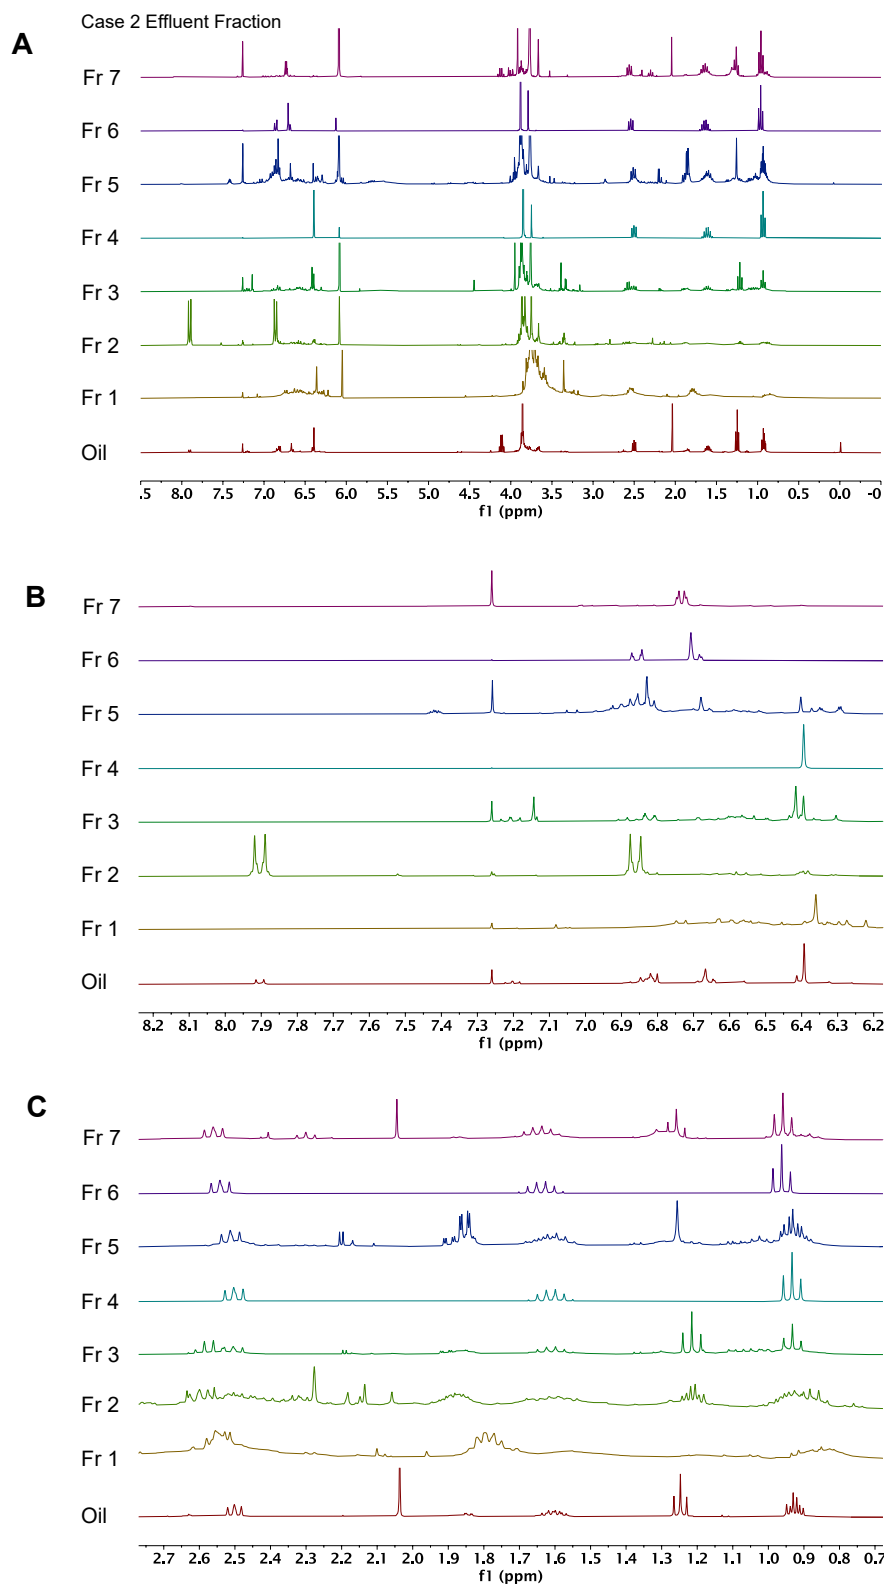 Case 2 Effluent Fraction
A
Fr 7
Fr 6
Fr 5
Fr 4
Fr 3
Fr 2
Fr 1
Oil
.5 8.0 7.5 7.0 6.5 6.0 5.5 5.0 4.5 4.0 3.5 3.0 2.5 2.0 1.5 1.0 0.5 0.0 -0
f1 (ppm)
B
Fr 7
Fr 6
Fr 5
Fr 4
Fr 3
Fr 2
Fr 1
Oil
8.2 8.1 8.0 7.9 7.8 7.7 7.6 7.5 7.4 7.3 7.2 7.1 7.0 6.9 6.8 6.7 6.6 6.5 6.4 6.3 6.2
f1 (ppm)
C
Fr 7
Fr 6
Fr 5
Fr 4
Fr 3
Fr 2
Fr 1
Oil
2.7 2.6 2.5 2.4 2.3 2.2 2.1 2.0 1.9 1.8 1.7 1.6 1.5 1.4 1.3 1.2 1.1 1.0 0.9 0.8 0.7
f1 (ppm)